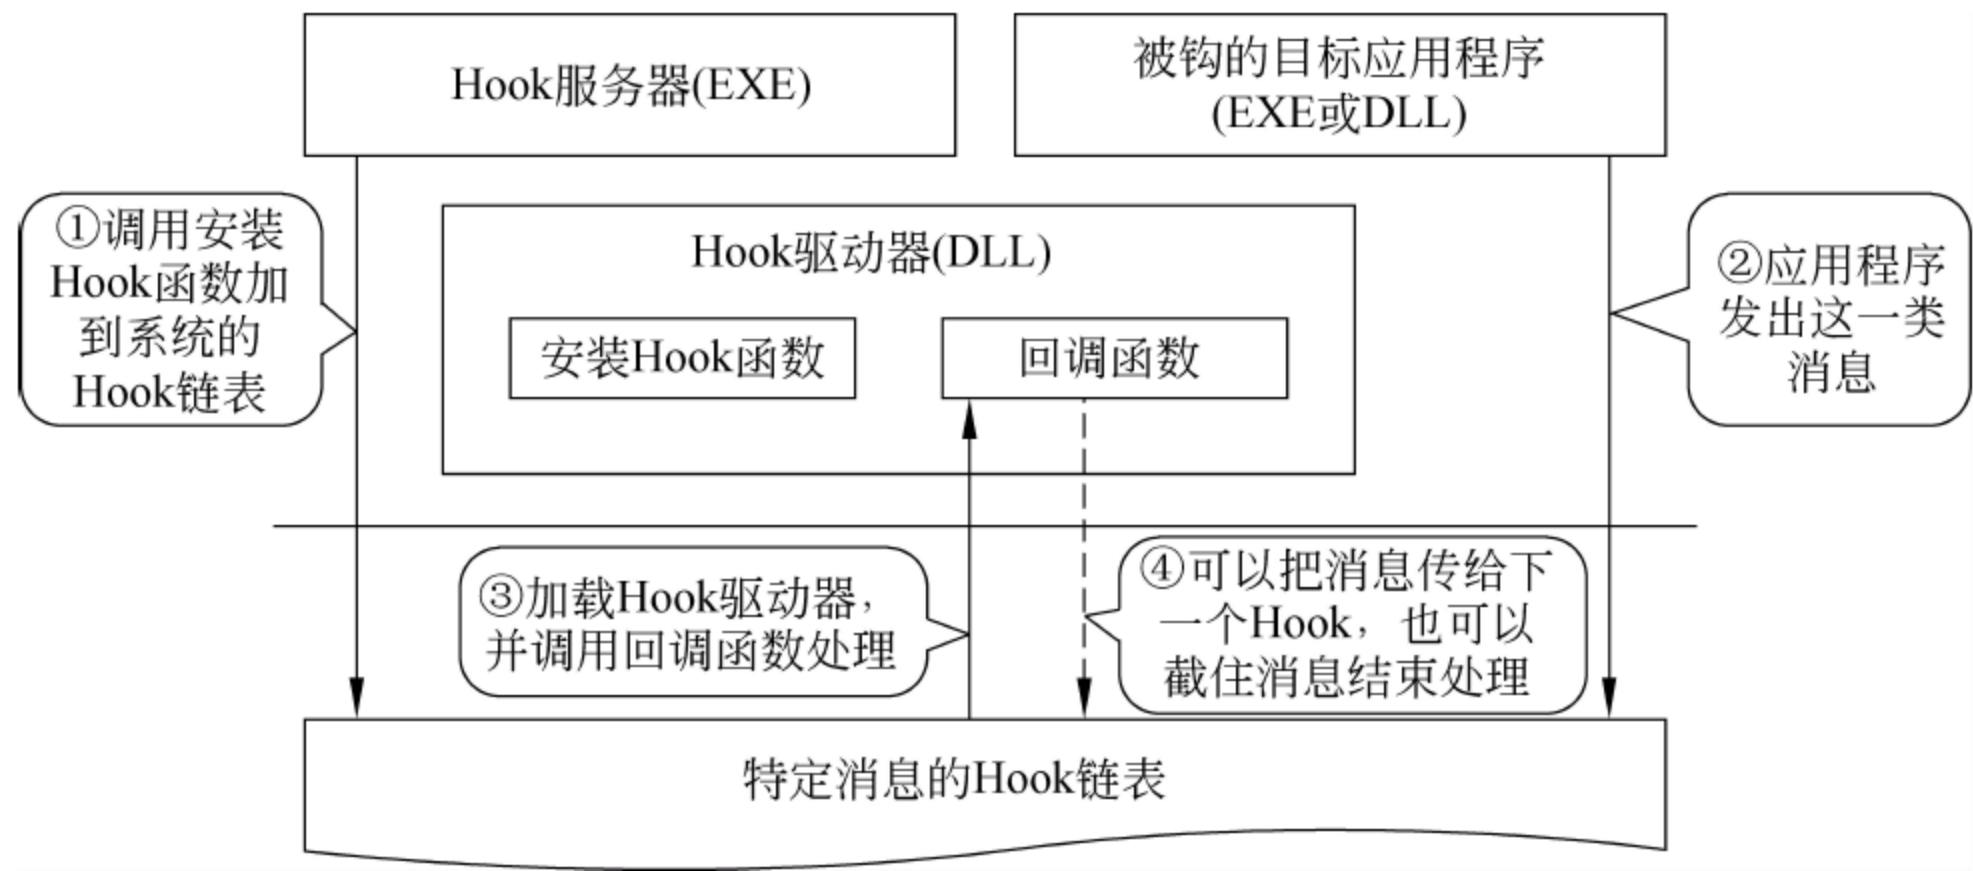 Hook服务器(EXE)
被钩的目标应用程序
(EXE或DLL)
①调用安装
Hook函数加
到系统的
Hook链表
Hook驱动器(DLL)
安装Hook函数
回调函数
②应用程序
发出这一类
消息
③加载Hook驱动器，
并调用回调函数处理
④可以把消息传给下
一个Hook，也可以
截住消息结束处理
特定消息的Hook链表